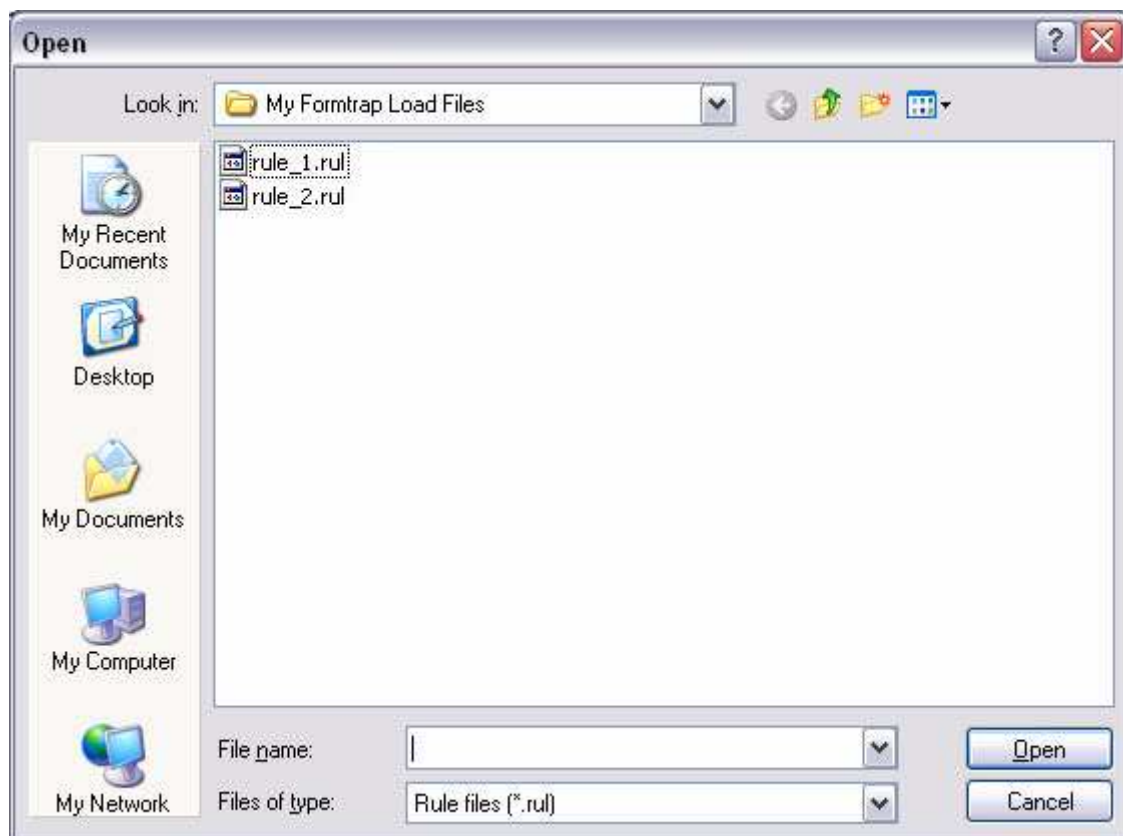 Open
Look in: My Formtrap Load Files
rule_1.rul
rule_2.rul
My Recent
Documents
Desktop
My Documents
My Computer
My Network
File name:
Open
Files of type: Rule files (*.rul)
Cancel